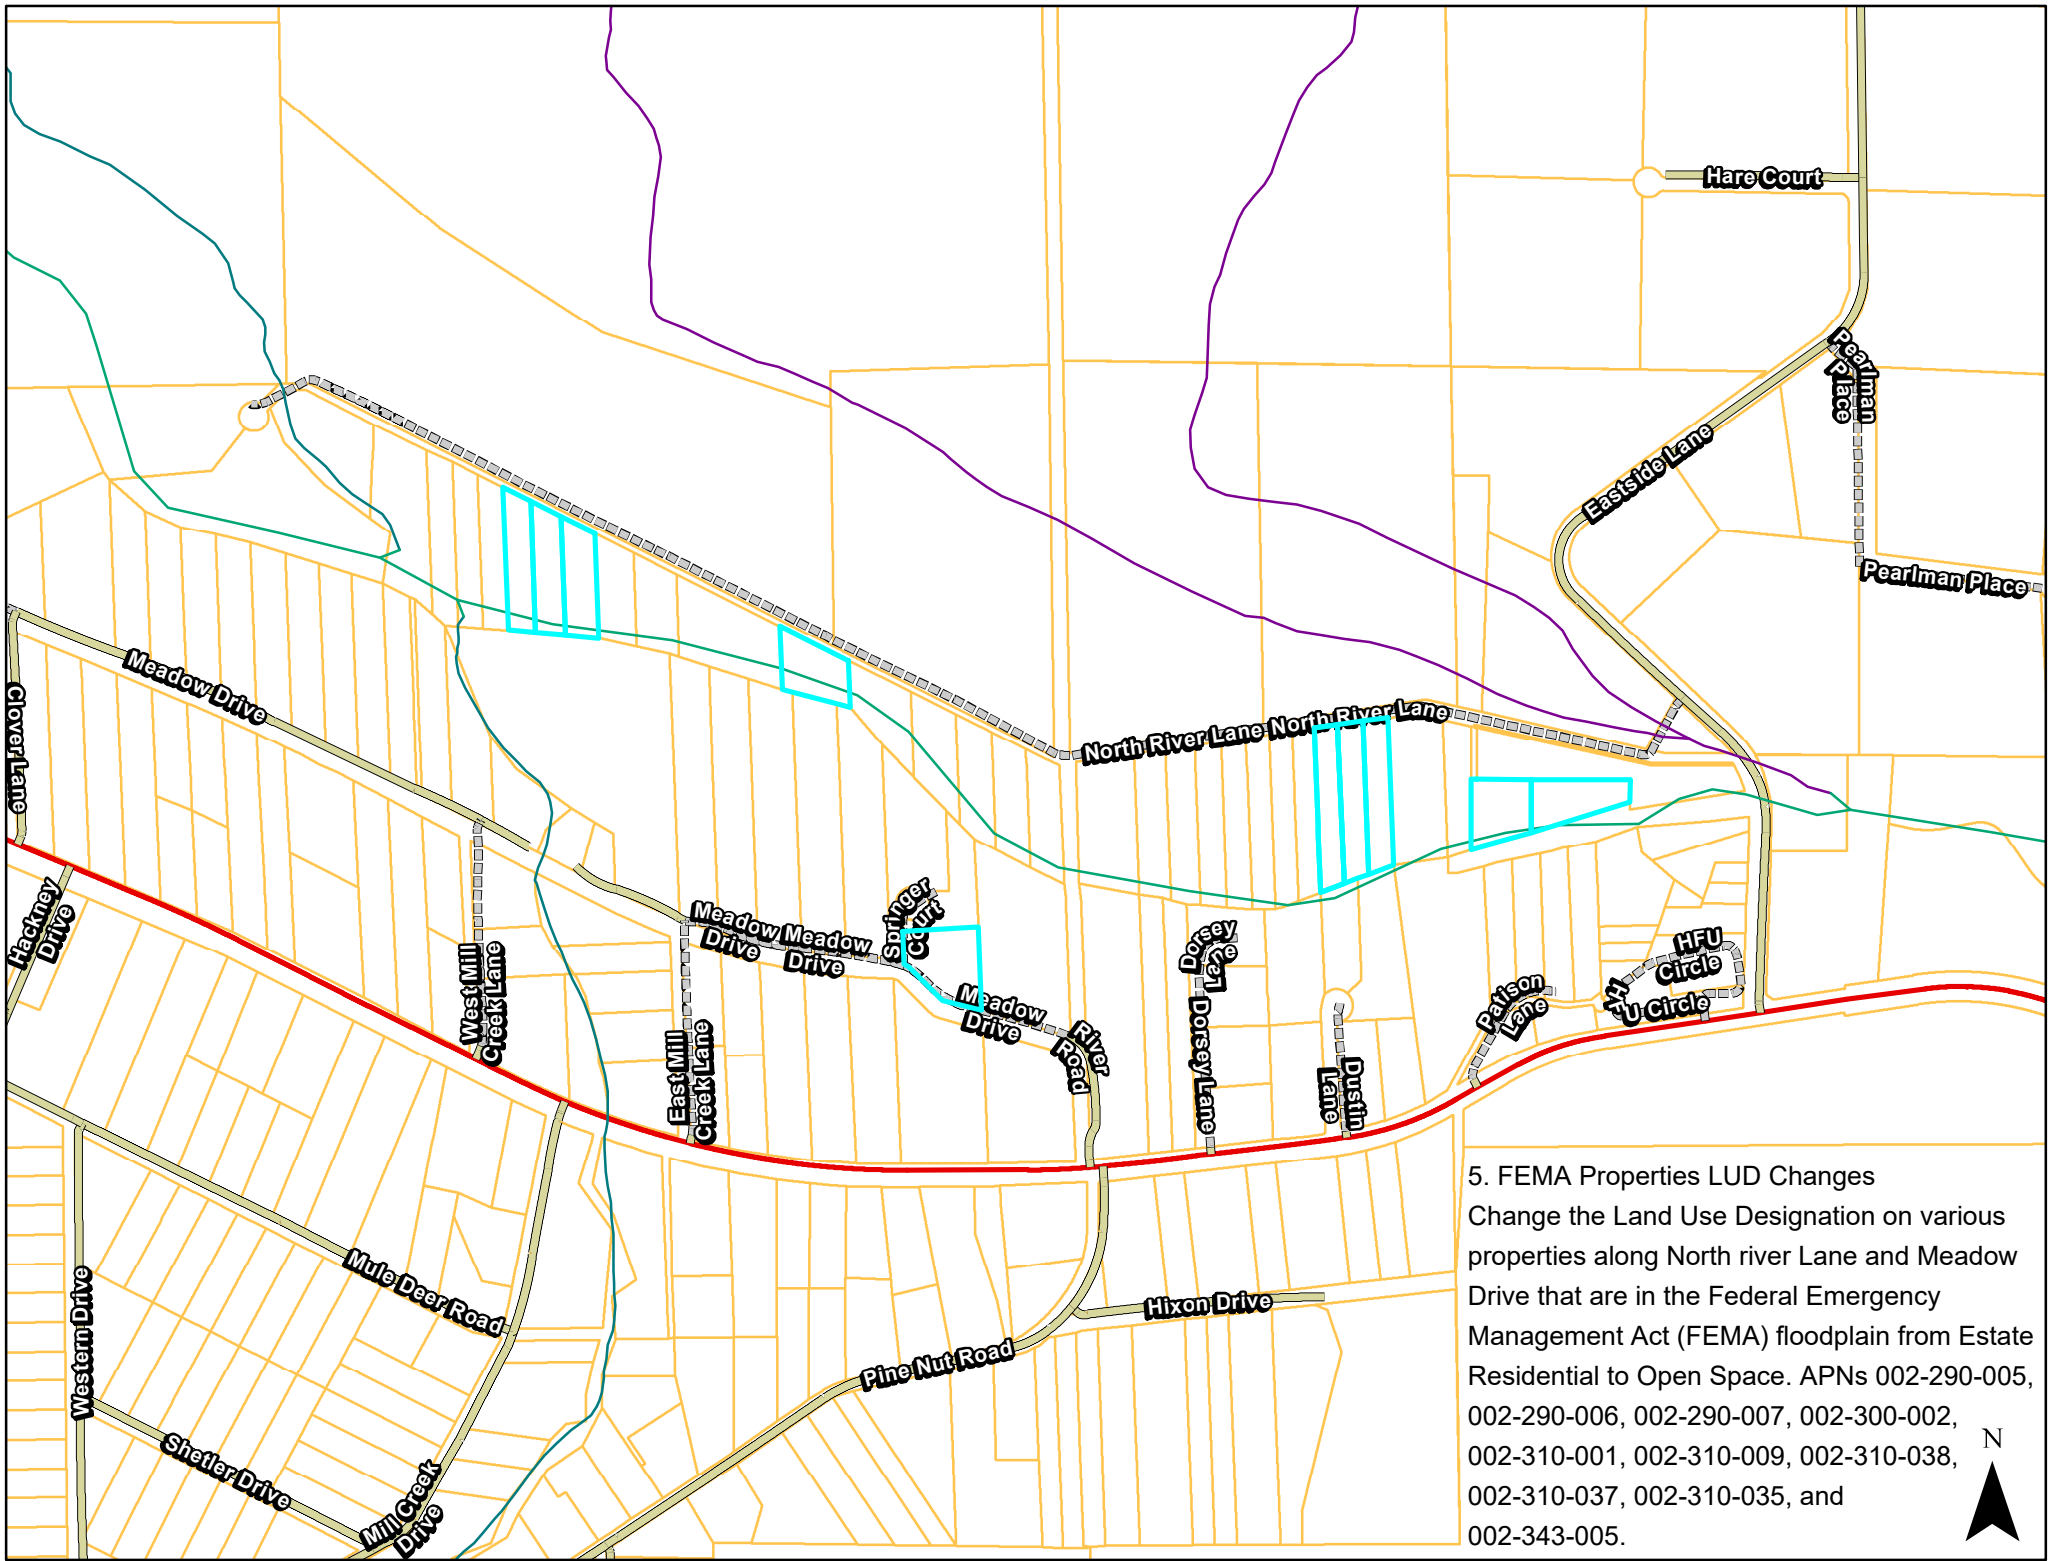 Hare Court
Pearlman
Place
Eastside Lane
Pearlman Place
Meadow Drive
Clover Lane
North River Lane North River Lane
Hackney
Drive
West Mill
Creek Lane
Meadow Meadow
Drive Drive
Springer
Court
Meadow
Drive
River
Road
East Mill
Creek Lane
Dorsey
Lane
Dorsey Lane
Dustin
Lane
Patison
Lane
HFU
Circle
HF
U Circle
Mule Deer Road
Western Drive
Shetler Drive
Mill Creek
Drive
Pine Nut Road
Hixon Drive
5. FEMA Properties LUD Changes
Change the Land Use Designation on various
properties along North river Lane and Meadow
Drive that are in the Federal Emergency
Management Act (FEMA) floodplain from Estate
Residential to Open Space. APNs 002-290-005,
002-290-006, 002-290-007, 002-300-002,
002-310-001, 002-310-009, 002-310-038,
002-310-037, 002-310-035, and
002-343-005.
N